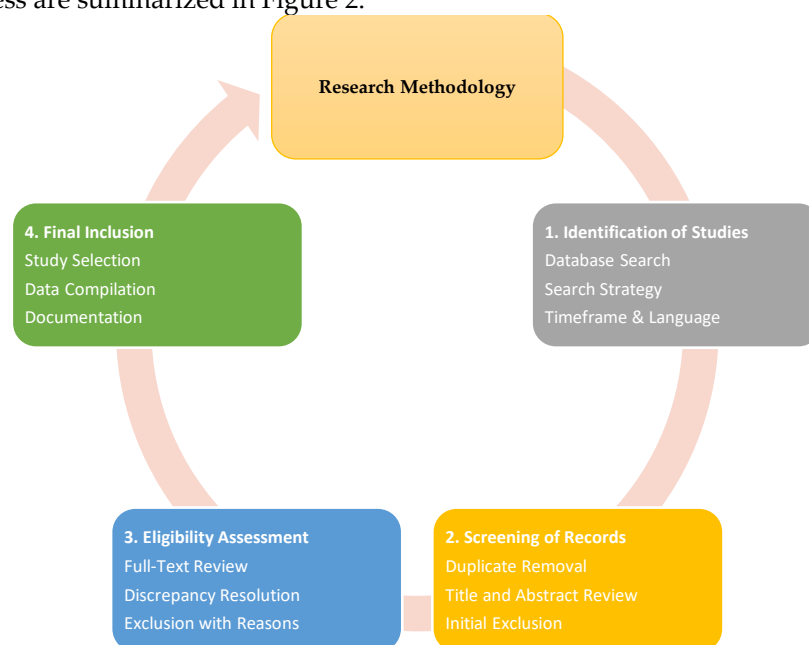 ess are summarized in Figure 2.
Research Methodology
1. Identification of Studies
Database Search
Search Strategy
Timeframe & Language
2. Screening of Records
Duplicate Removal
Title and Abstract Review
Initial Exclusion
3. Eligibility Assessment
Full-Text Review
Discrepancy Resolution
Exclusion with Reasons
4. Final Inclusion
Study Selection
Data Compilation
Documentation